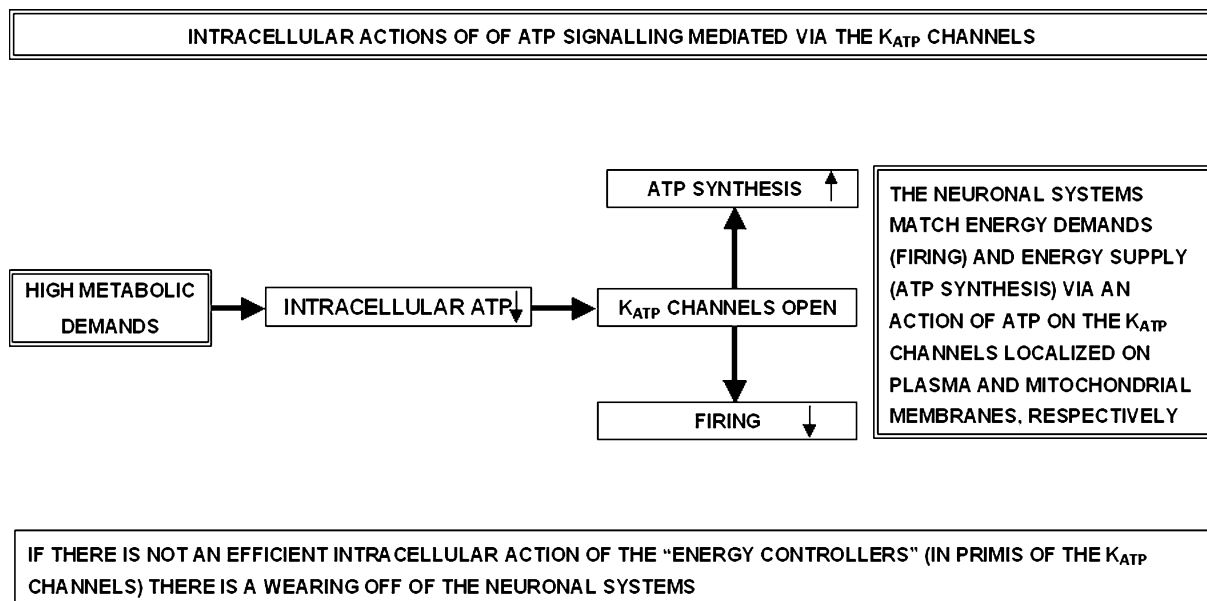 INTRACELLULAR ACTIONS OF OF ATP SIGNALLING MEDIATED VIA THE KATP CHANNELS
ATP SYNTHESIS ↑
HIGH METABOLIC
DEMANDS
INTRACELLULAR ATP ↓
KATP CHANNELS OPEN
FIRING ↓
THE NEURONAL SYSTEMS
MATCH ENERGY DEMANDS
(FIRING) AND ENERGY SUPPLY
(ATP SYNTHESIS) VIA AN
ACTION OF ATP ON THE KATP
CHANNELS LOCALIZED ON
PLASMA AND MITOCHONDRIAL
MEMBRANES, RESPECTIVELY
IF THERE IS NOT AN EFFICIENT INTRACELLULAR ACTION OF THE “ENERGY CONTROLLERS” (IN PRIMIS OF THE KATP
CHANNELS) THERE IS A WEARING OFF OF THE NEURONAL SYSTEMS